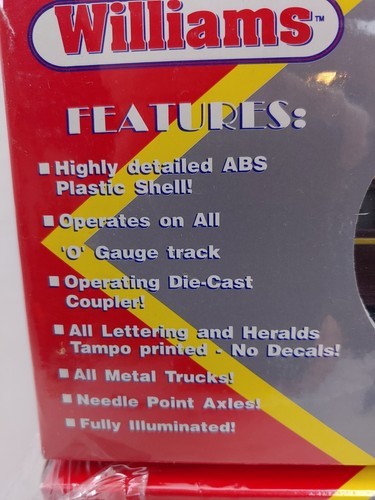 Williams™
FEATURES:
■ Highly detailed ABS
Plastic Shell!
■ Operates on All
'O' Gauge track
■ Operating Die-Cast
Coupler!
■ All Lettering and Heralds
Tampo printed - No Decals!
■ All Metal Trucks!
■ Needle Point Axles!
■ Fully Illuminated!